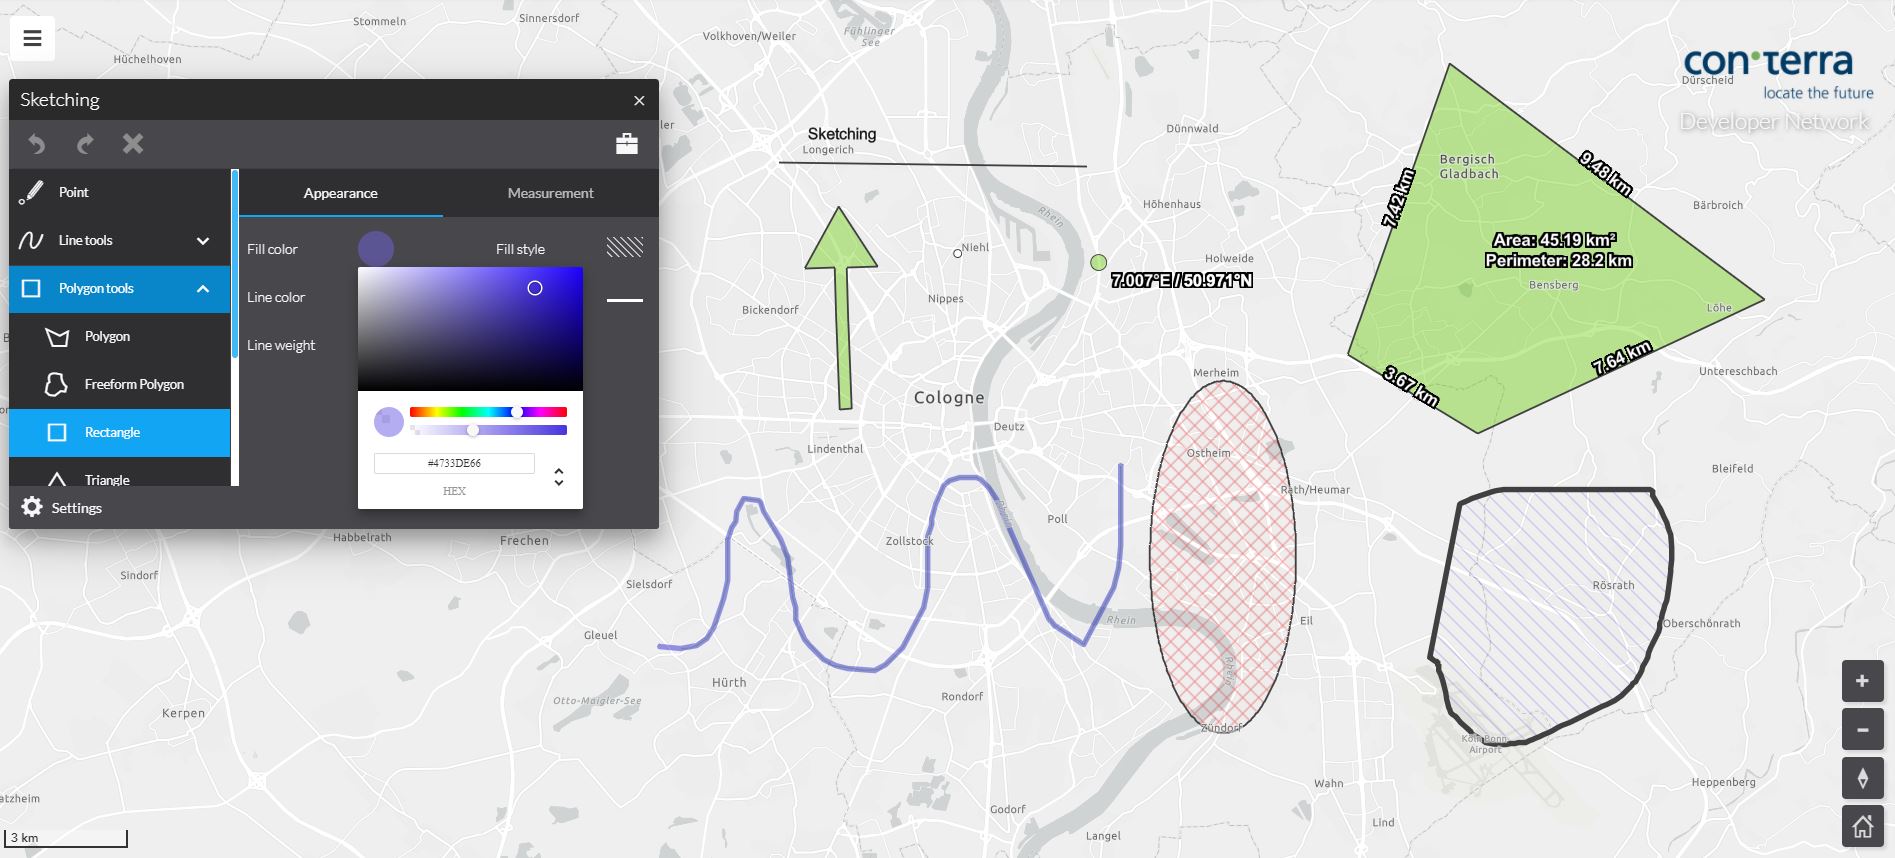 Stommeln
Sinnersdorf
Volkhoven/Weiler
Fühlinger
See
Hüchelhoven
con·terra
Dürscheid
locate the future
Developer Network
Sketching
Point
Line tools
Polygon tools
Polygon
Freeform Polygon
Rectangle
Triangle
Settings
Appearance
Measurement
Fill color
Fill style
Line color
Line weight
#4733DE66
HEX
ler
Sketching
Longerich
Dünnwald
Bergisch
Gladbach
9.48 km
7.42 km
Höhenhaus
Bärbroich
Rhein
Niehl
Area: 45.19 km²
Perimeter: 28.2 km
Holweide
7.007°E / 50.971°N
Bensberg
Nippes
Bickendorf
Löhe
7.64 km
3.67 km
Merheim
Untereschbach
Cologne
Deutz
Lindenthal
Ostheim
Bleifeld
Rath/Heumar
Rhein
Poll
Habbelrath
Frechen
Zollstock
Sindorf
Sielsdorf
Rösrath
Gleuel
Rhein
Eil
Oberschönrath
Rhein
Hürth
Otto-Maigler-See
Rondorf
Kerpen
Zündorf
Köln Bonn
Airport
Wahn
Heppenberg
atzheim
Godorf
Lind
Langel
3 km